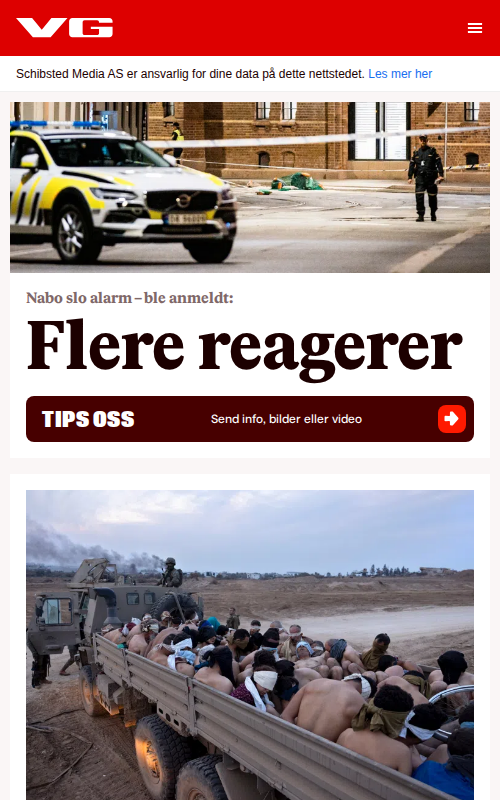 VG
Schibsted Media AS er ansvarlig for dine data på dette nettstedet. Les mer her
Nabo slo alarm – ble anmeldt:
Flere reagerer
TIPS OSS
Send info, bilder eller video